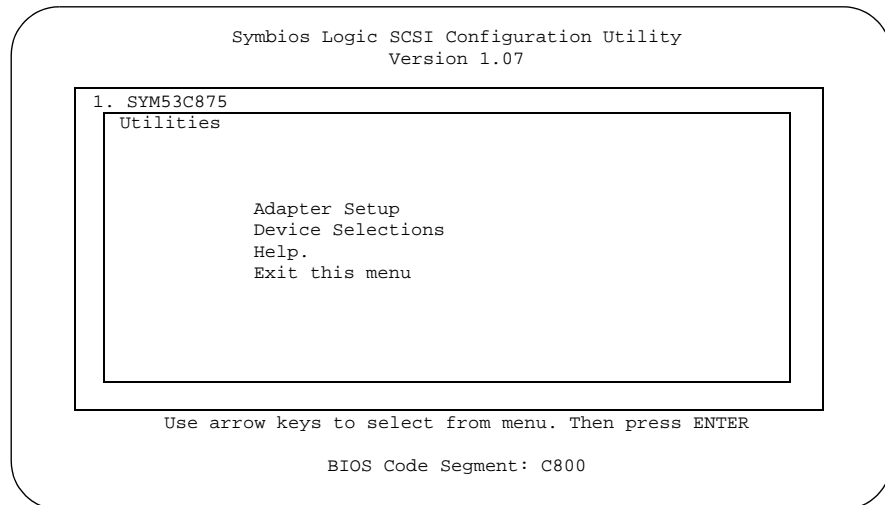 Symbios Logic SCSI Configuration Utility
Version 1.07
1. SYM53C875
Utilities
Adapter Setup
Device Selections
Help.
Exit this menu
Use arrow keys to select from menu. Then press ENTER
BIOS Code Segment: C800